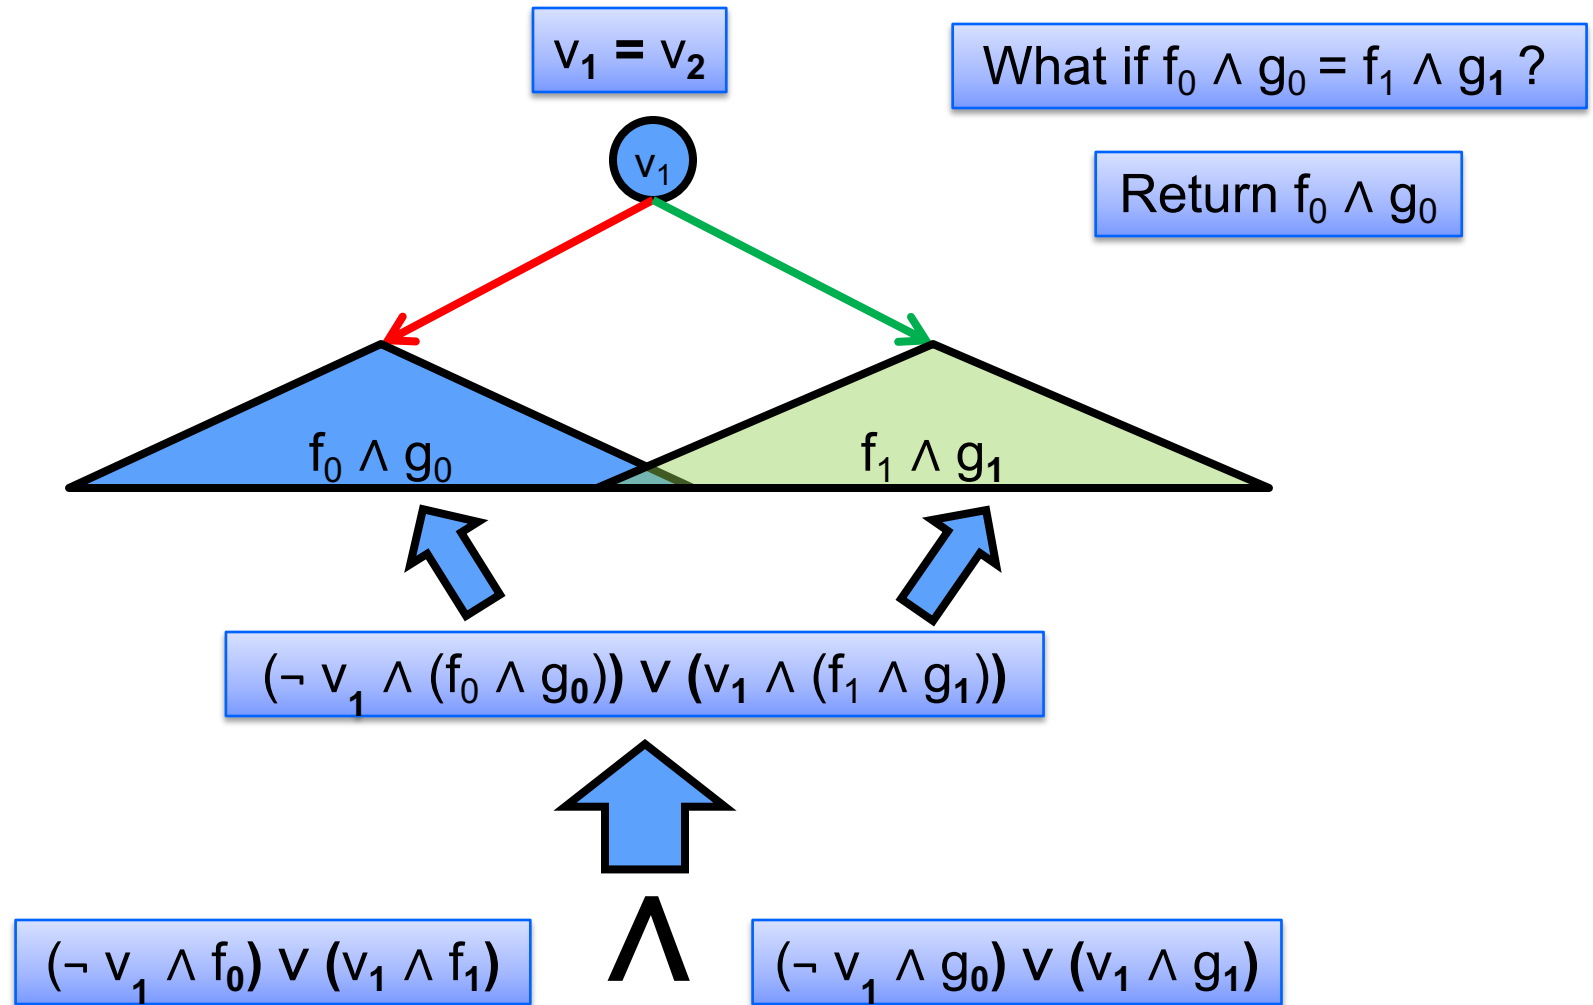 v₁ = v₂
What if f₀ ∧ g₀ = f₁ ∧ g₁ ?
v₁
Return f₀ ∧ g₀
f₀ ∧ g₀
f₁ ∧ g₁
(¬ v₁ ∧ (f₀ ∧ g₀)) ∨ (v₁ ∧ (f₁ ∧ g₁))
(¬ v₁ ∧ f₀) ∨ (v₁ ∧ f₁)
∧
(¬ v₁ ∧ g₀) ∨ (v₁ ∧ g₁)